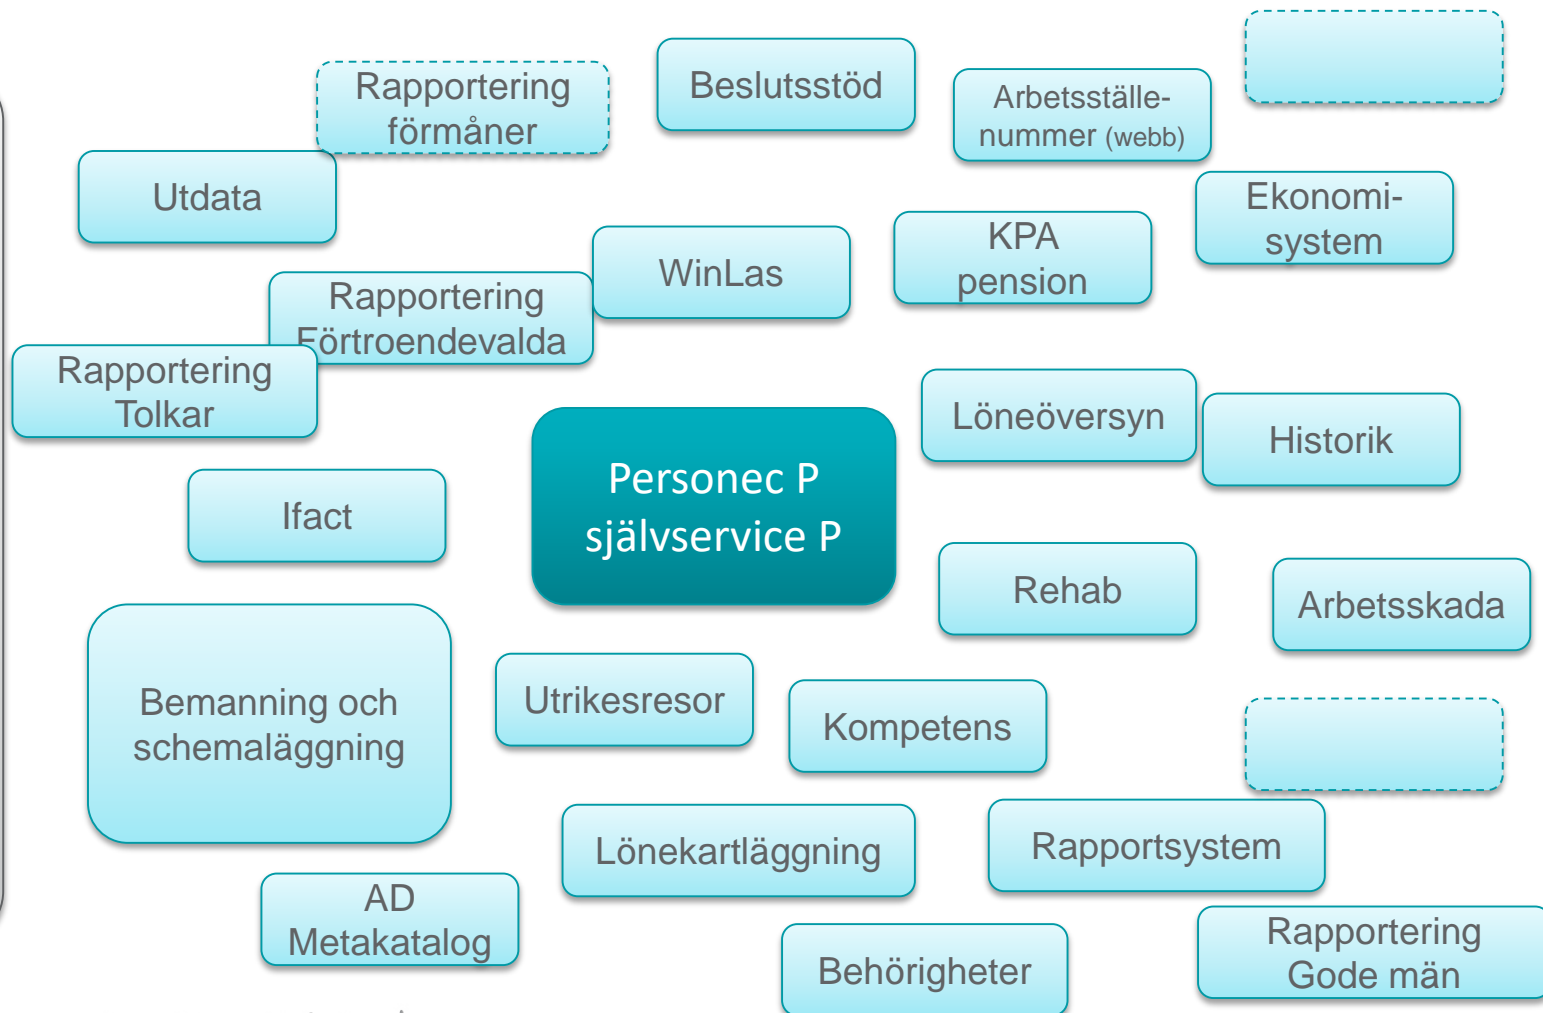 Rapportering
förmåner
Beslutsstöd
Arbetsställe-
nummer (webb)
Utdata
Ekonomi-
system
KPA
pension
WinLas
Rapportering
Förtroendevalda
Rapportering
Tolkar
Löneöversyn
Historik
Personec P
självservice P
Ifact
Rehab
Arbetsskada
Bemanning och
schemaläggning
Utrikesresor
Kompetens
Lönekartläggning
Rapportsystem
AD
Metakatalog
Behörigheter
Rapportering
Gode män